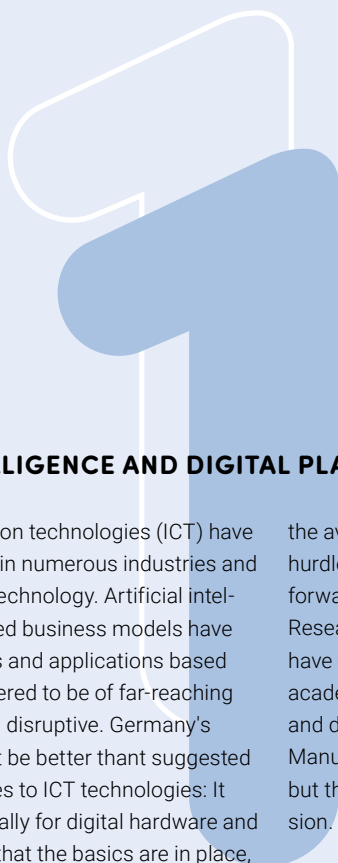 LLIGENCE AND DIGITAL PLA
on technologies (ICT) have
in numerous industries and
echnology. Artificial intel-
ed business models have
s and applications based
ered to be of far-reaching
disruptive. Germany's
t be better thant suggested
es to ICT technologies: It
ally for digital hardware and
that the basics are in place,
the av
hurdle
forwa
Resea
have
acade
and d
Manu
but th
sion.